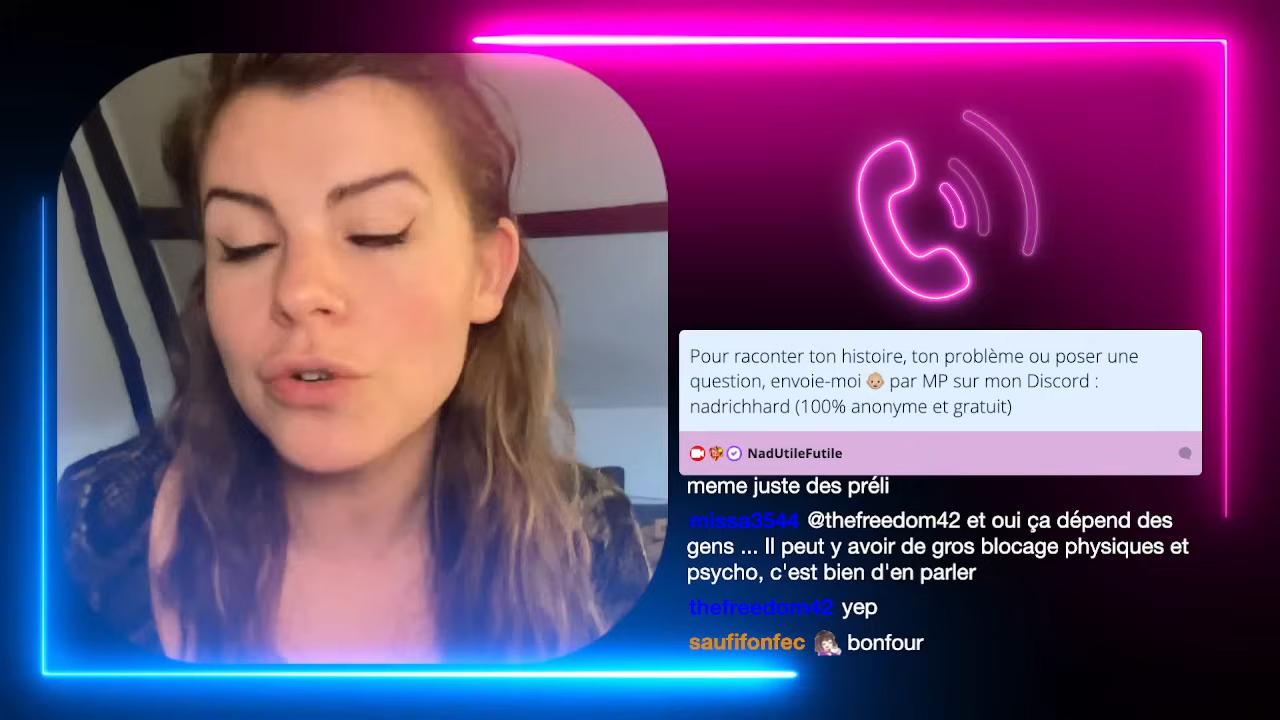 Pour raconter ton histoire, ton problème ou poser une
question, envoie-moi 👶🏼 par MP sur mon Discord :
nadrichhard (100% anonyme et gratuit)
NadUtileFutile
meme juste des préli
missa3544 @thefreedom42 et oui ça dépend des
gens ... Il peut y avoir de gros blocage physiques et
psycho, c'est bien d'en parler
thefreedom42 yep
saufifonfec bonfour